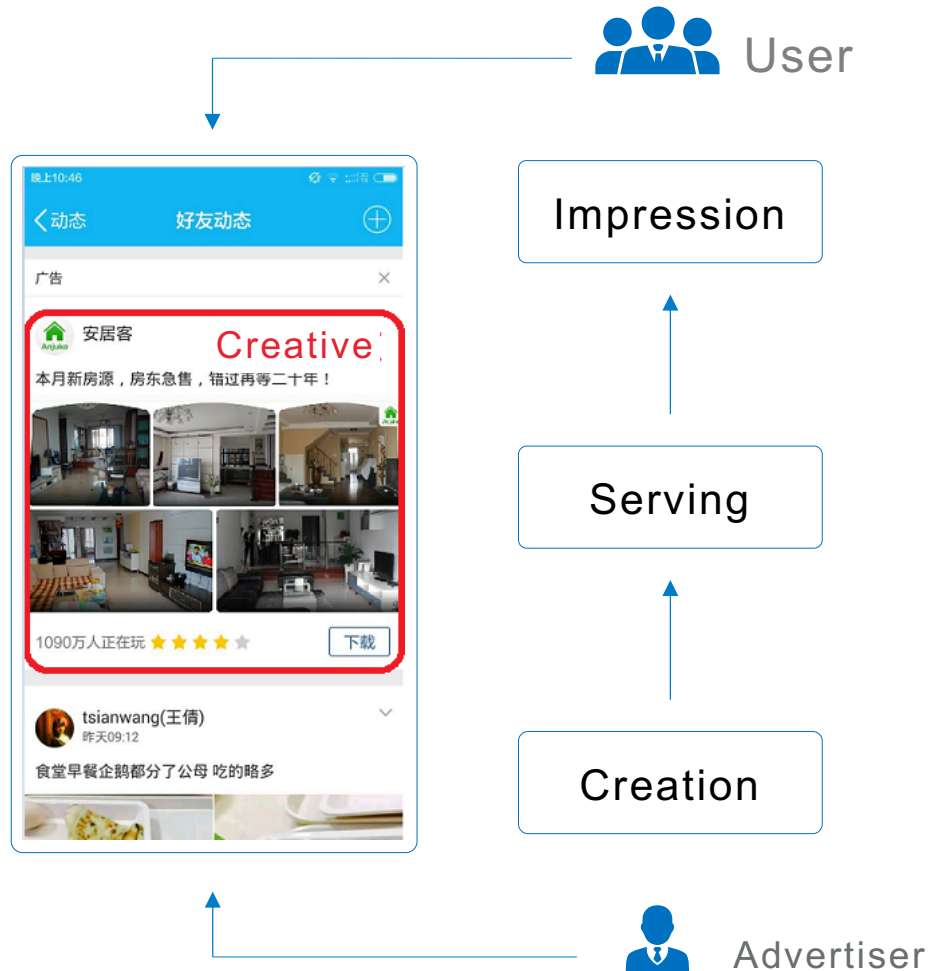 User
晚上10:46
动态
好友动态
广告
安居客
Anjuke
Creative
本月新房源，房东急售，错过再等二十年！
1090万人正在玩
下载
tsianwang(王倩)
昨天09:12
食堂早餐企鹅都分了公母 吃的略多
Impression
Serving
Creation
Advertiser